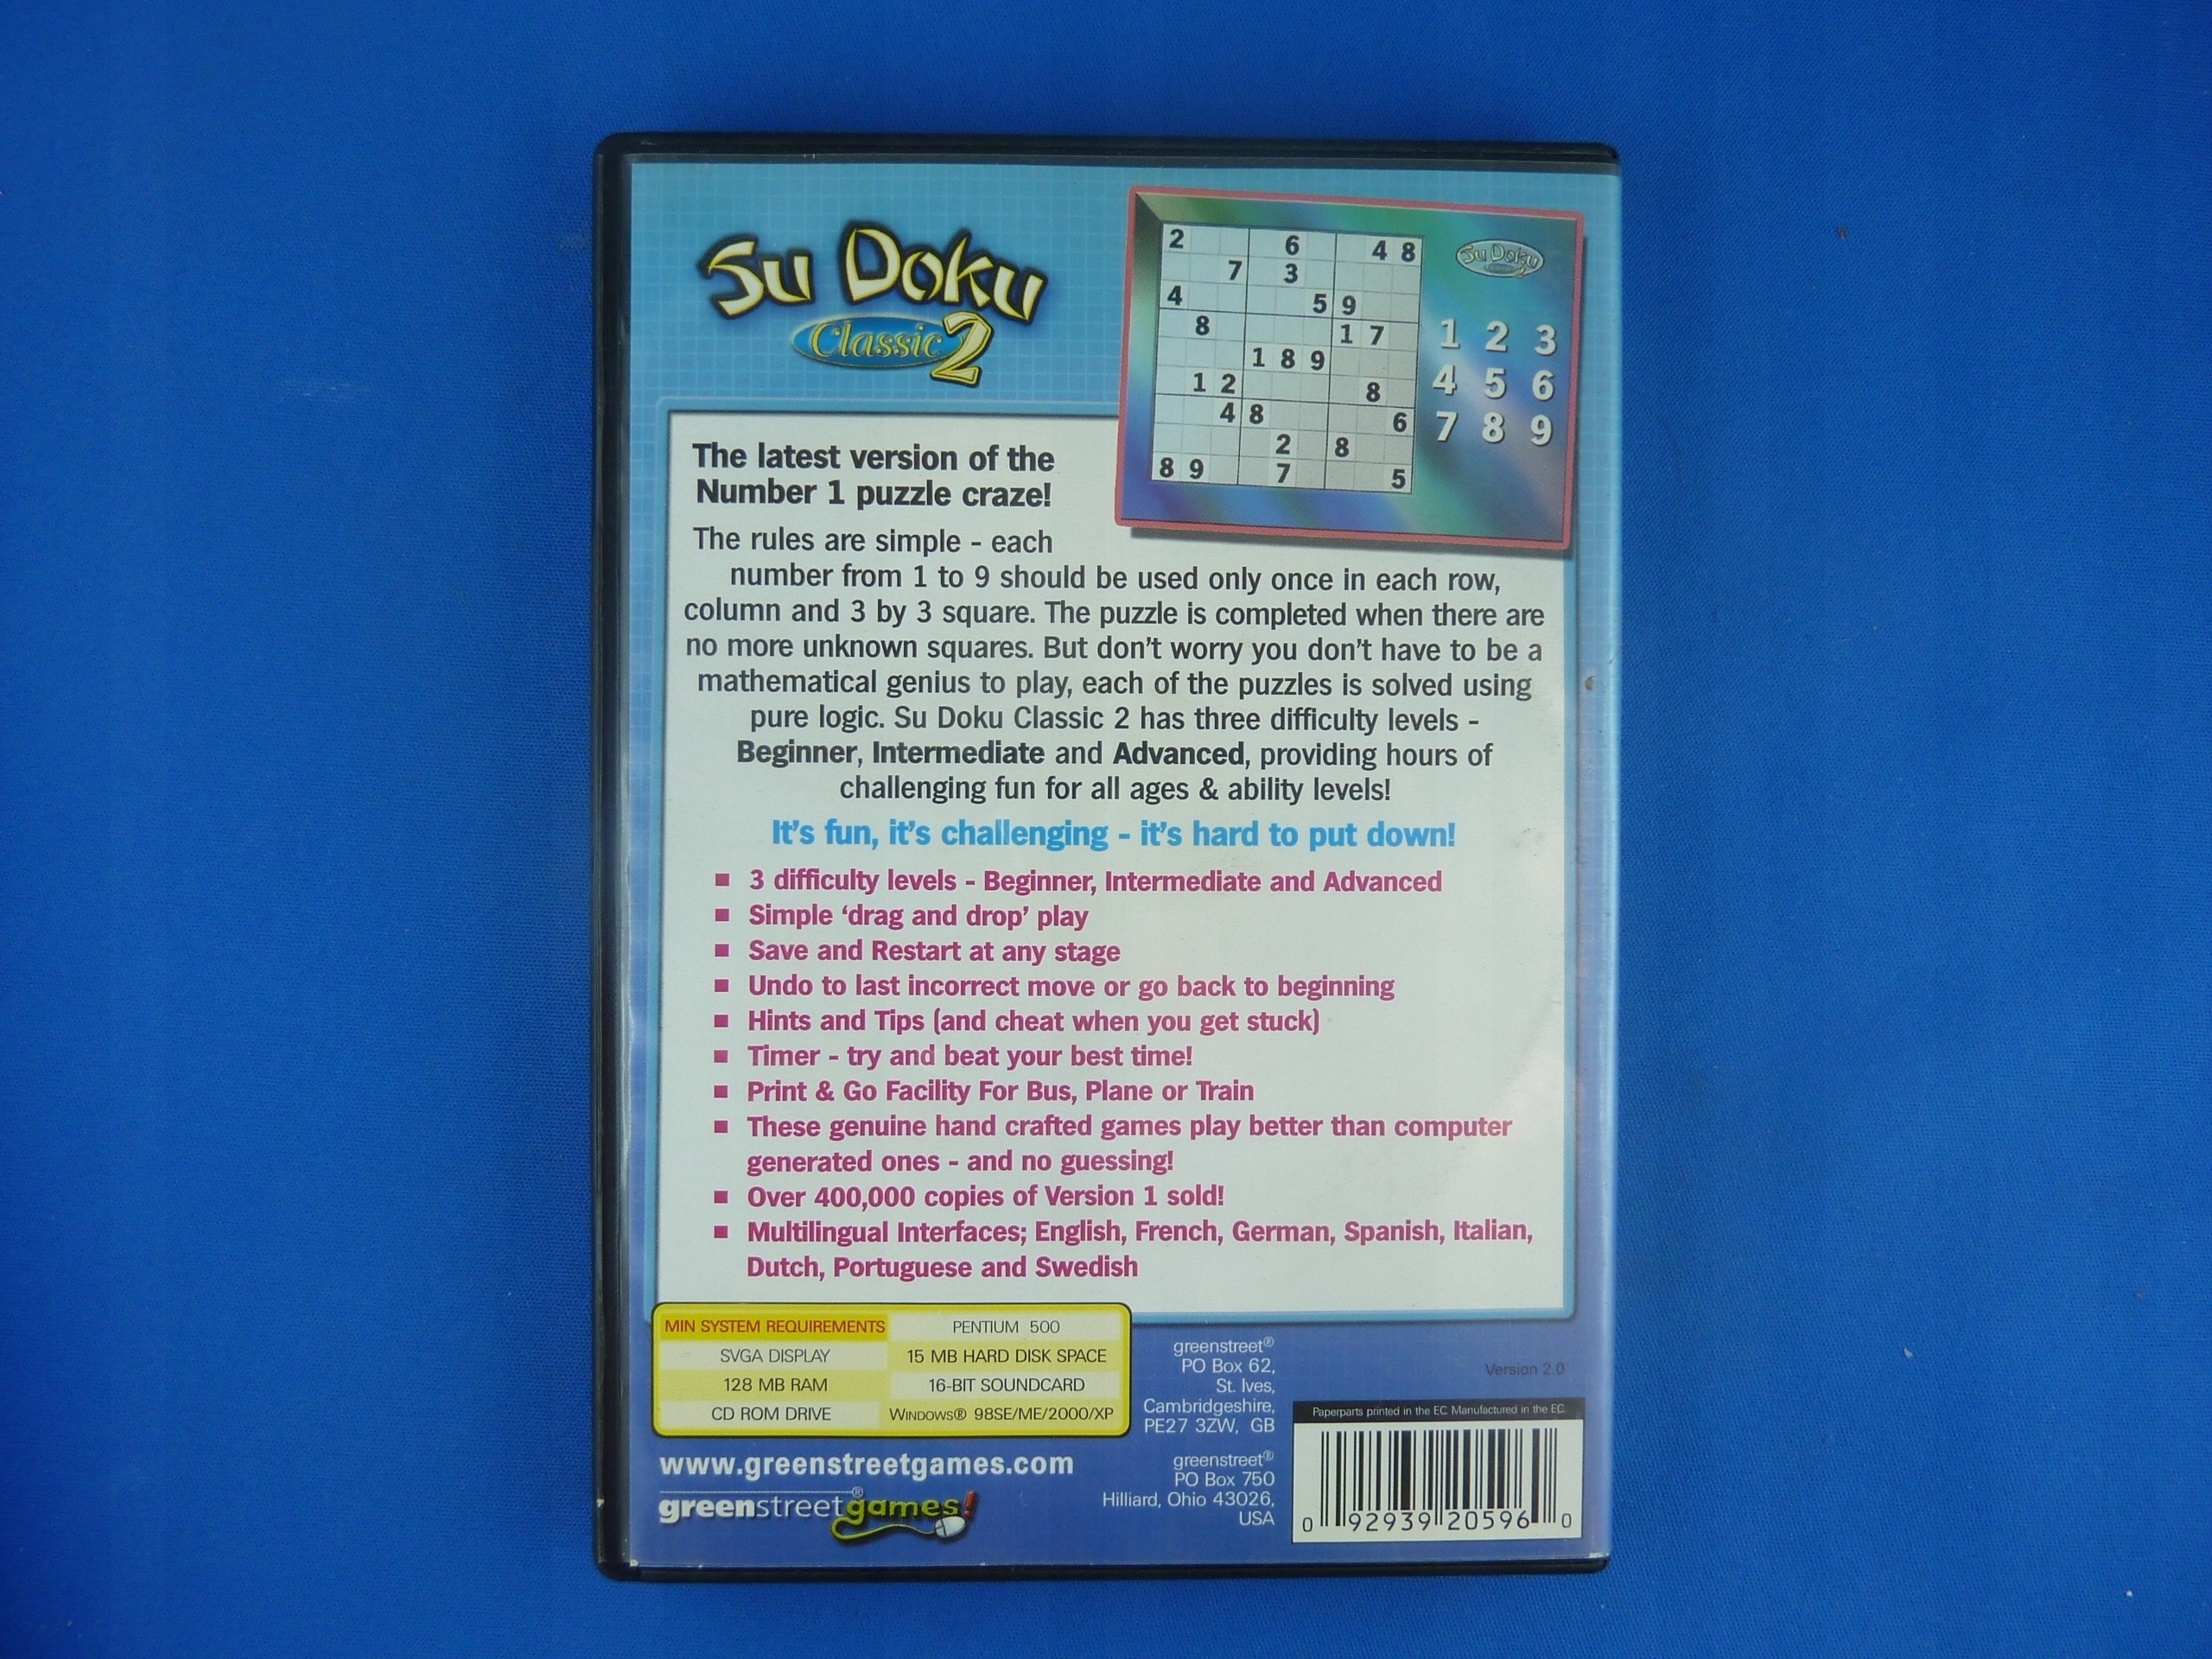 Su Doku
Classic 2
2 6 4 8
7 3
4 5 9
8 1 7
1 8 9
1 2 8
4 8 6
2 8
8 9 7 5
Su Doku
Classic 2
1 2 3
4 5 6
7 8 9
The latest version of the
Number 1 puzzle craze!
The rules are simple - each
number from 1 to 9 should be used only once in each row,
column and 3 by 3 square. The puzzle is completed when there are
no more unknown squares. But don't worry you don't have to be a
mathematical genius to play, each of the puzzles is solved using
pure logic. Su Doku Classic 2 has three difficulty levels -
Beginner, Intermediate and Advanced, providing hours of
challenging fun for all ages & ability levels!
It's fun, it's challenging - it's hard to put down!
■ 3 difficulty levels - Beginner, Intermediate and Advanced
■ Simple ‘drag and drop’ play
■ Save and Restart at any stage
■ Undo to last incorrect move or go back to beginning
■ Hints and Tips (and cheat when you get stuck)
■ Timer - try and beat your best time!
■ Print & Go Facility For Bus, Plane or Train
■ These genuine hand crafted games play better than computer
generated ones - and no guessing!
■ Over 400,000 copies of Version 1 sold!
■ Multilingual Interfaces; English, French, German, Spanish, Italian,
Dutch, Portuguese and Swedish
MIN SYSTEM REQUIREMENTS PENTIUM 500
SVGA DISPLAY 15 MB HARD DISK SPACE
128 MB RAM 16-BIT SOUNDCARD
CD ROM DRIVE WINDOWS® 98SE/ME/2000/XP
www.greenstreetgames.com
greenstreet®games!
greenstreet®
PO Box 62,
St. Ives,
Cambridgeshire,
PE27 3ZW, GB
greenstreet®
PO Box 750
Hilliard, Ohio 43026,
USA
Version 2.0
Paperparts printed in the EC. Manufactured in the EC
0 92939 20596 0